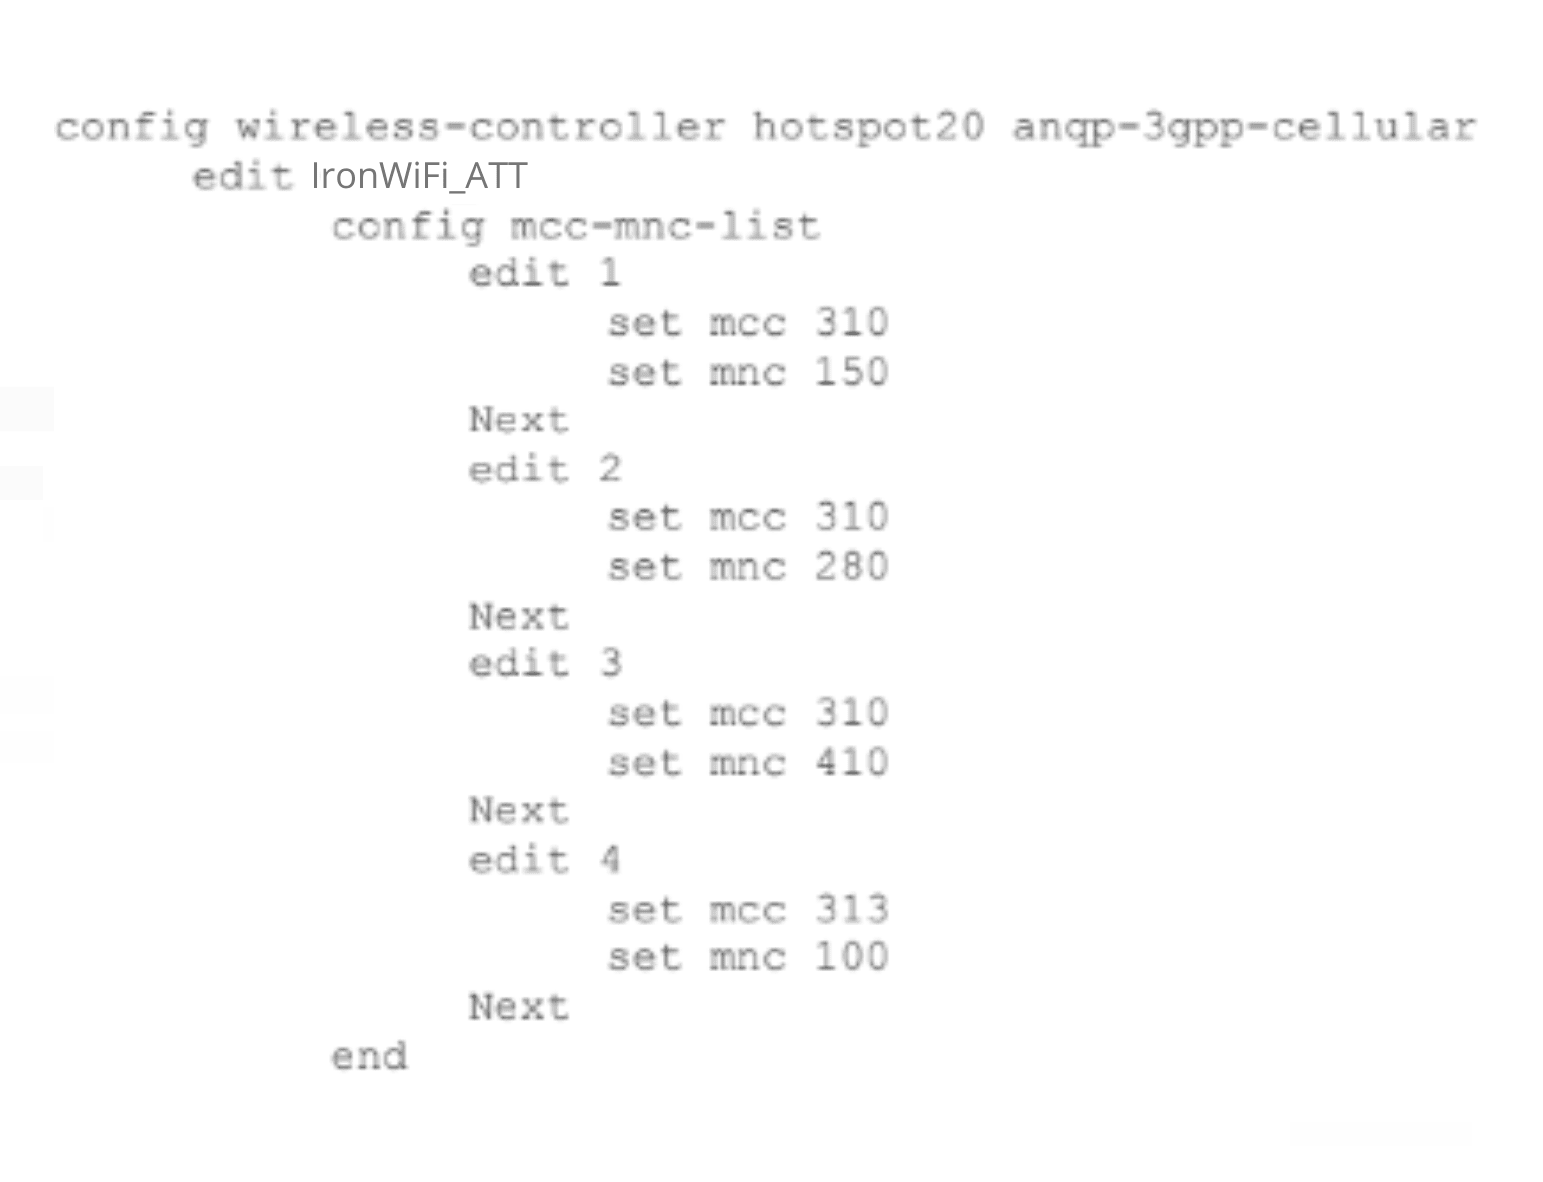 config wireless-controller hotspot20 anqp-3gpp-cellular
edit IronWiFi_ATT
config mcc-mnc-list
edit 1
set mcc 310
set mnc 150
Next
edit 2
set mcc 310
set mnc 280
Next
edit 3
set mcc 310
set mnc 410
Next
edit 4
set mcc 313
set mnc 100
Next
end